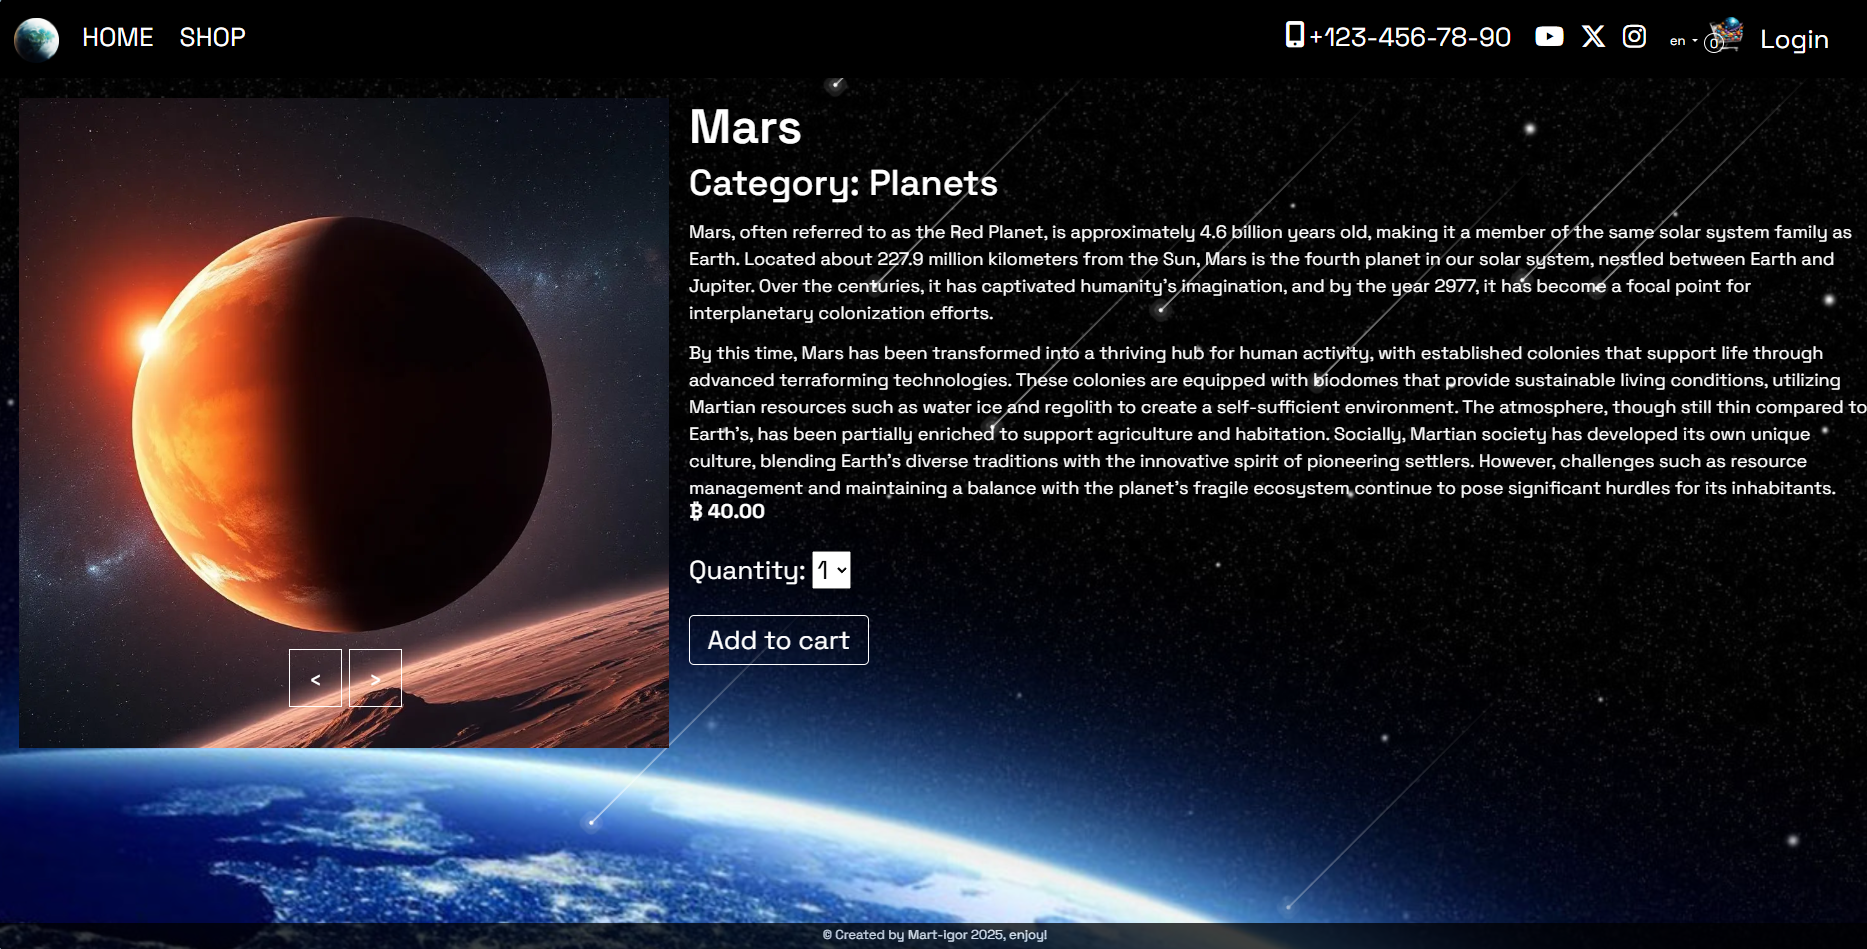 HOME SHOP +123-456-78-90 en 0 Login
Mars
Category: Planets
Mars, often referred to as the Red Planet, is approximately 4.6 billion years old, making it a member of the same solar system family as
Earth. Located about 227.9 million kilometers from the Sun, Mars is the fourth planet in our solar system, nestled between Earth and
Jupiter. Over the centuries, it has captivated humanity's imagination, and by the year 2977, it has become a focal point for
interplanetary colonization efforts.
By this time, Mars has been transformed into a thriving hub for human activity, with established colonies that support life through
advanced terraforming technologies. These colonies are equipped with biodomes that provide sustainable living conditions, utilizing
Martian resources such as water ice and regolith to create a self-sufficient environment. The atmosphere, though still thin compared to
Earth's, has been partially enriched to support agriculture and habitation. Socially, Martian society has developed its own unique
culture, blending Earth's diverse traditions with the innovative spirit of pioneering settlers. However, challenges such as resource
management and maintaining a balance with the planet's fragile ecosystem continue to pose significant hurdles for its inhabitants.
₿ 40.00
Quantity: 1
Add to cart
< >
© Created by Mart-igor 2025, enjoy!